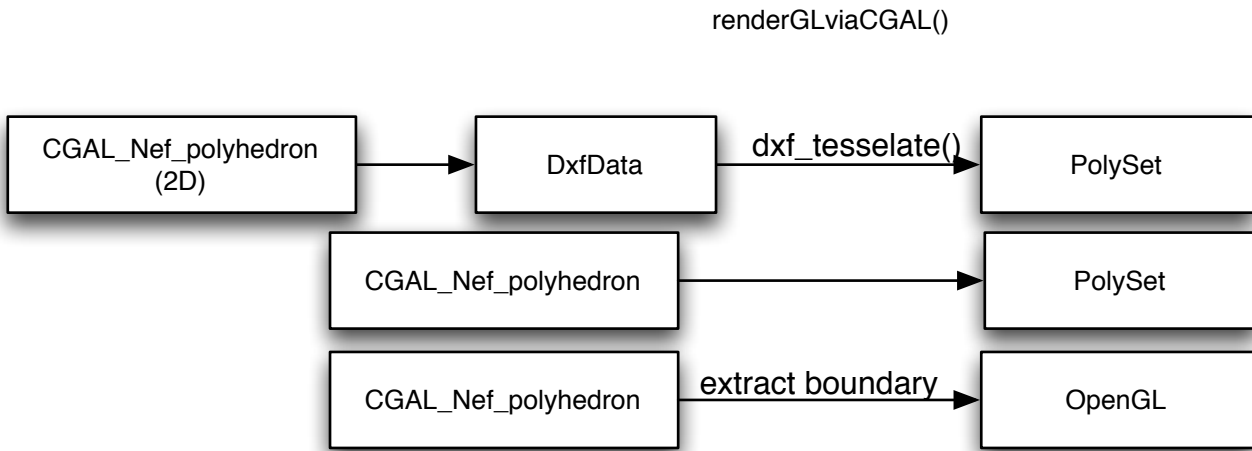 renderGLviaCGAL()
CGAL_Nef_polyhedron
(2D)
DxfData
dxf_tesselate()
PolySet
CGAL_Nef_polyhedron
PolySet
CGAL_Nef_polyhedron
extract boundary
OpenGL